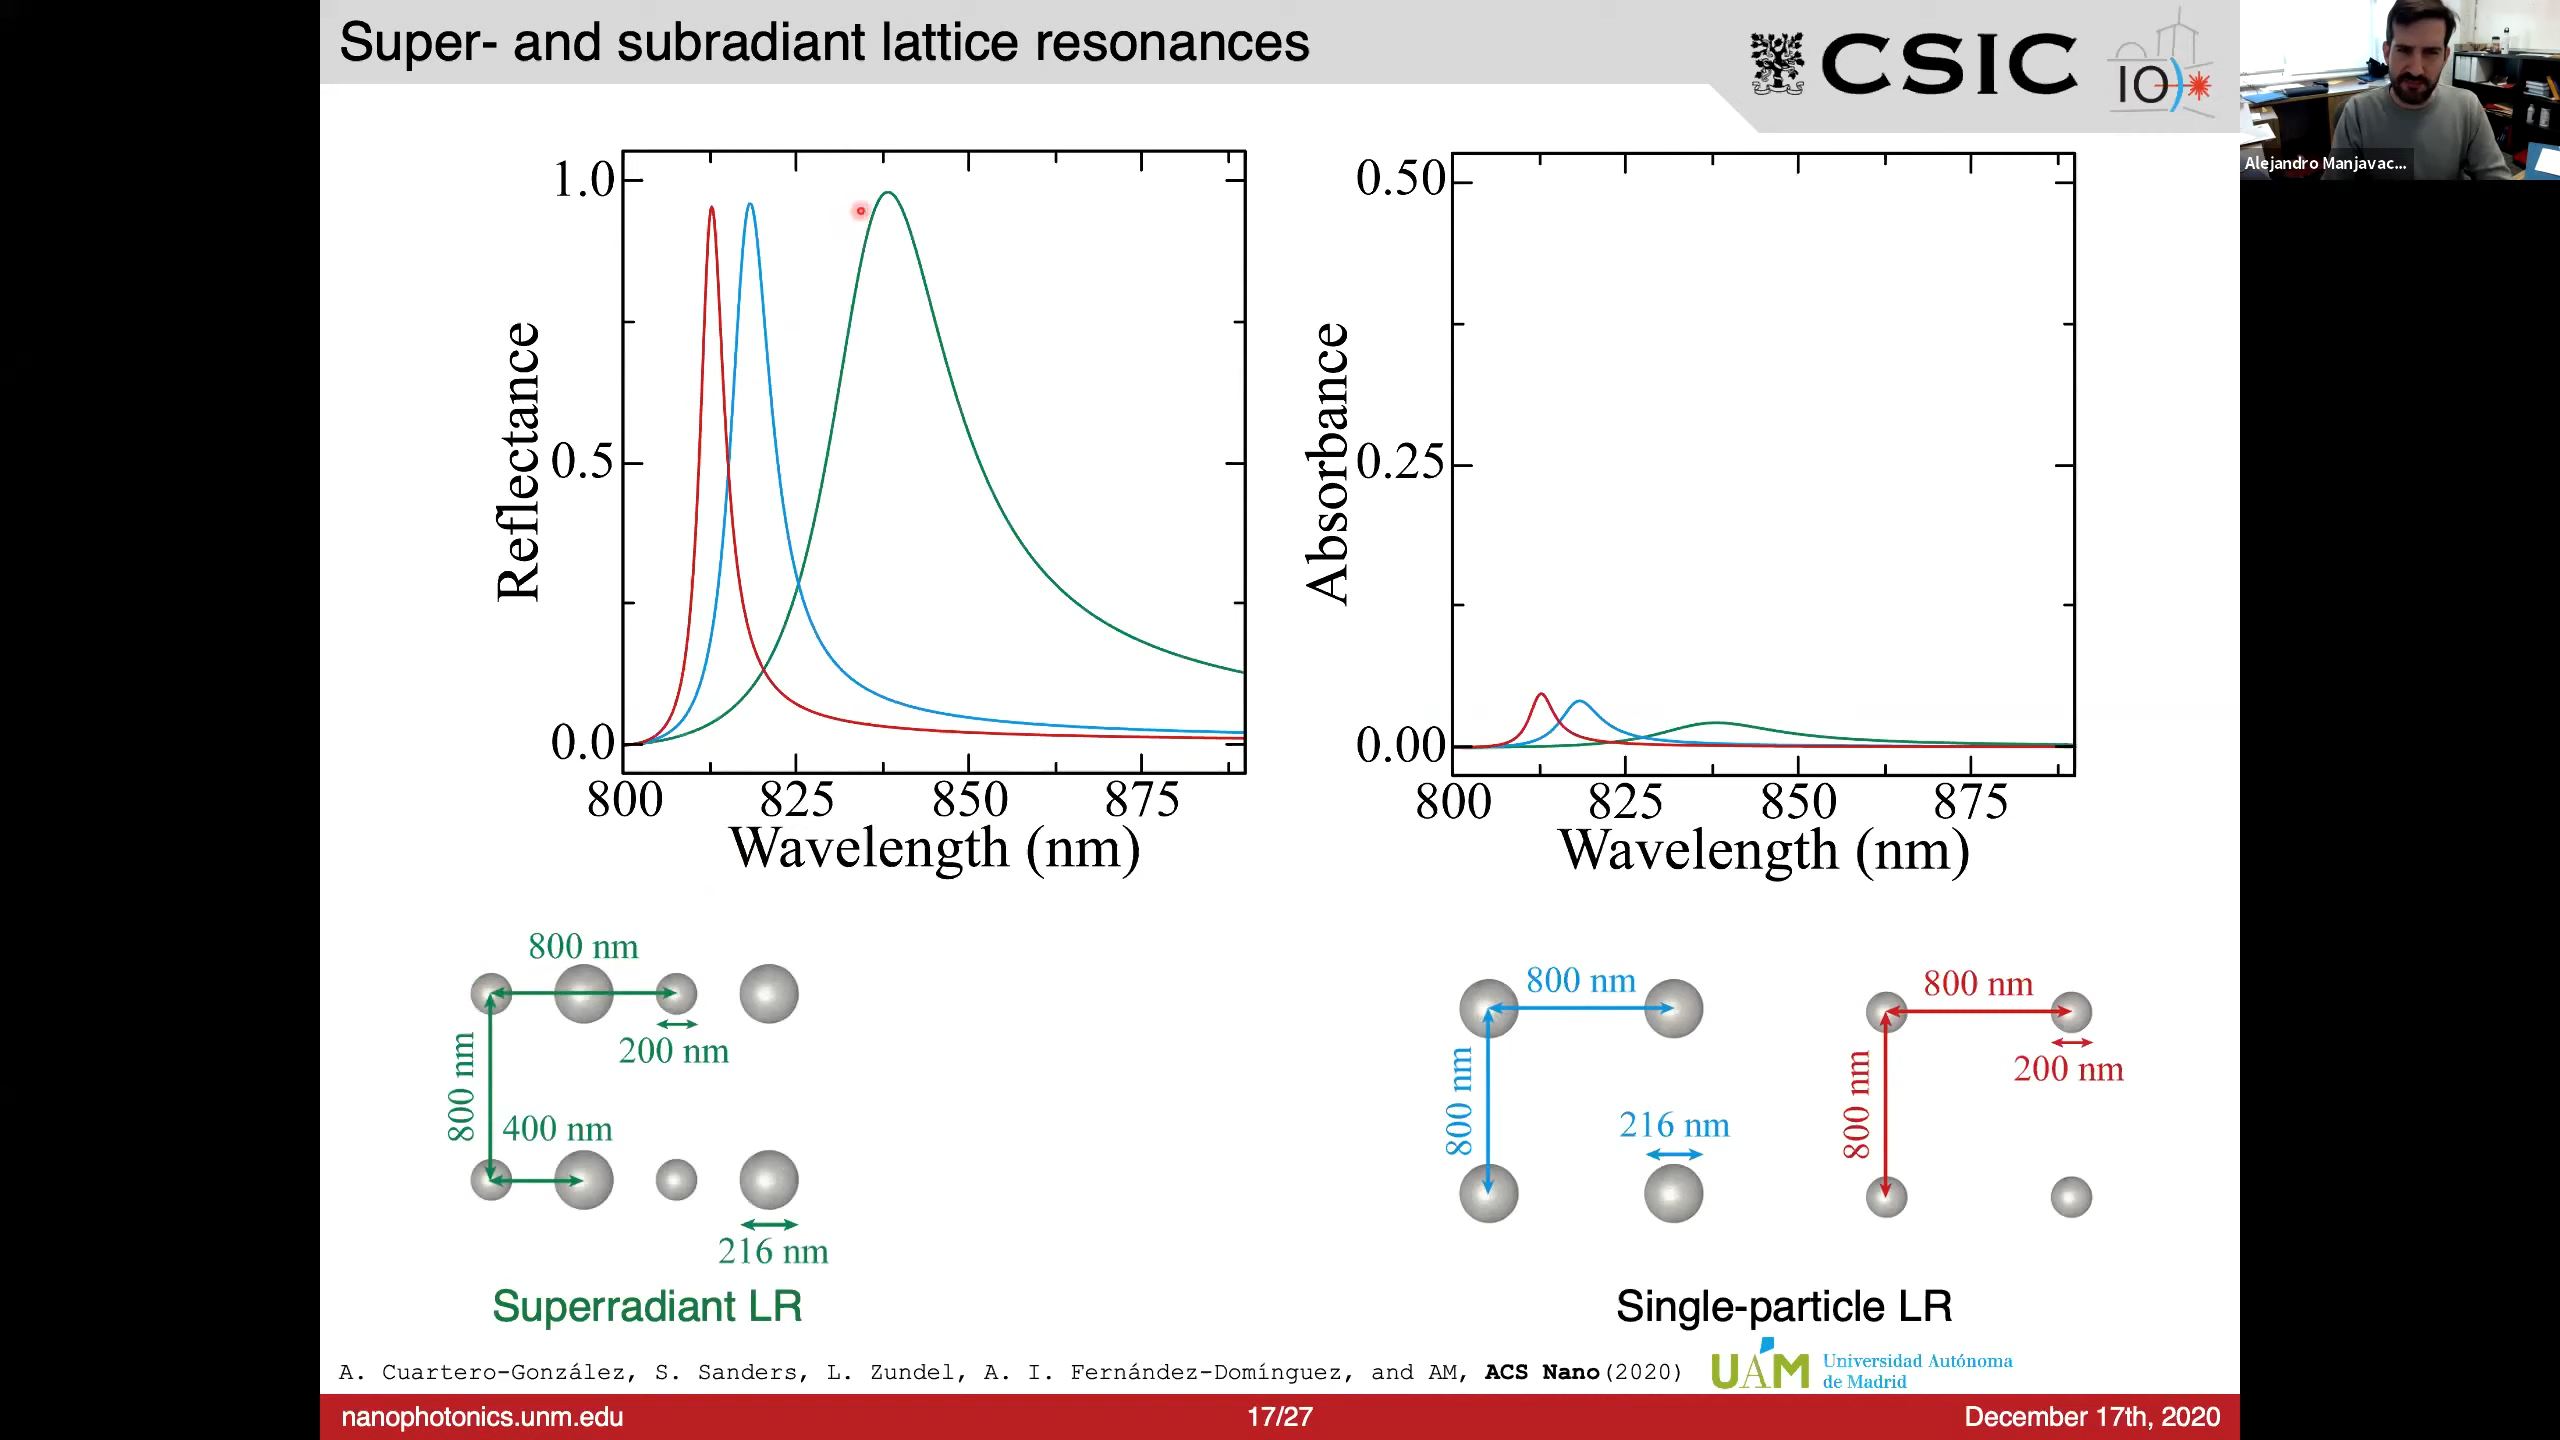 Super- and subradiant lattice resonances
CSIC
IO
Alejandro Manjavac...
1.0
0.5
0.0
Reflectance
800
825
850
875
Wavelength (nm)
0.50
0.25
0.00
Absorbance
800
825
850
875
Wavelength (nm)
800 nm
200 nm
800 nm
400 nm
216 nm
Superradiant LR
800 nm
800 nm
216 nm
800 nm
200 nm
800 nm
Single-particle LR
A. Cuartero-González, S. Sanders, L. Zundel, A. I. Fernández-Domínguez, and AM, ACS Nano(2020)
UAM Universidad Autónoma
de Madrid
nanophotonics.unm.edu
17/27
December 17th, 2020